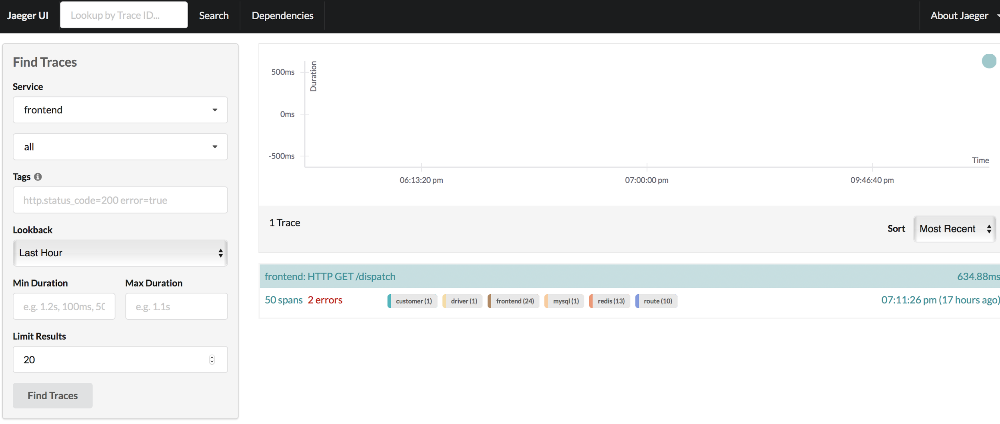 Jaeger UI
Lookup by Trace ID...
Search
Dependencies
About Jaeger
Find Traces
Service
frontend
all
Tags
http.status_code=200 error=true
Lookback
Last Hour
Min Duration
Max Duration
e.g. 1.2s, 100ms, 50
e.g. 1.1s
Limit Results
20
Find Traces
Duration
500ms
0ms
-500ms
Time
06:13:20 pm
07:00:00 pm
09:46:40 pm
1 Trace
Sort
Most Recent
frontend: HTTP GET /dispatch
634.88ms
50 spans
2 errors
customer (1)
driver (1)
frontend (24)
mysql (1)
redis (13)
route (10)
07:11:26 pm (17 hours ago)